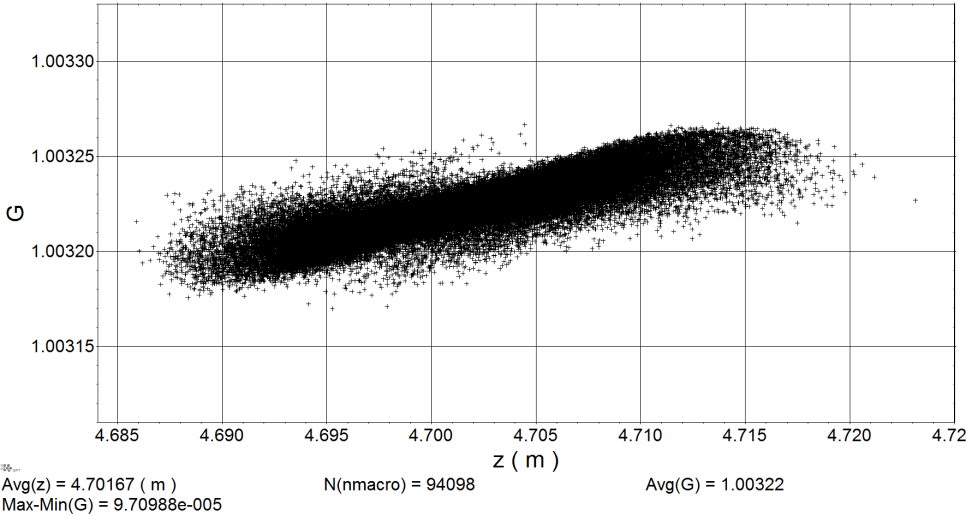 1.00330
1.00325
G
1.00320
1.00315
4.685 4.690 4.695 4.700 4.705 4.710 4.715 4.720 4.72
z ( m )
Avg(z) = 4.70167 ( m ) N(nmacro) = 94098 Avg(G) = 1.00322
Max-Min(G) = 9.70988e-005